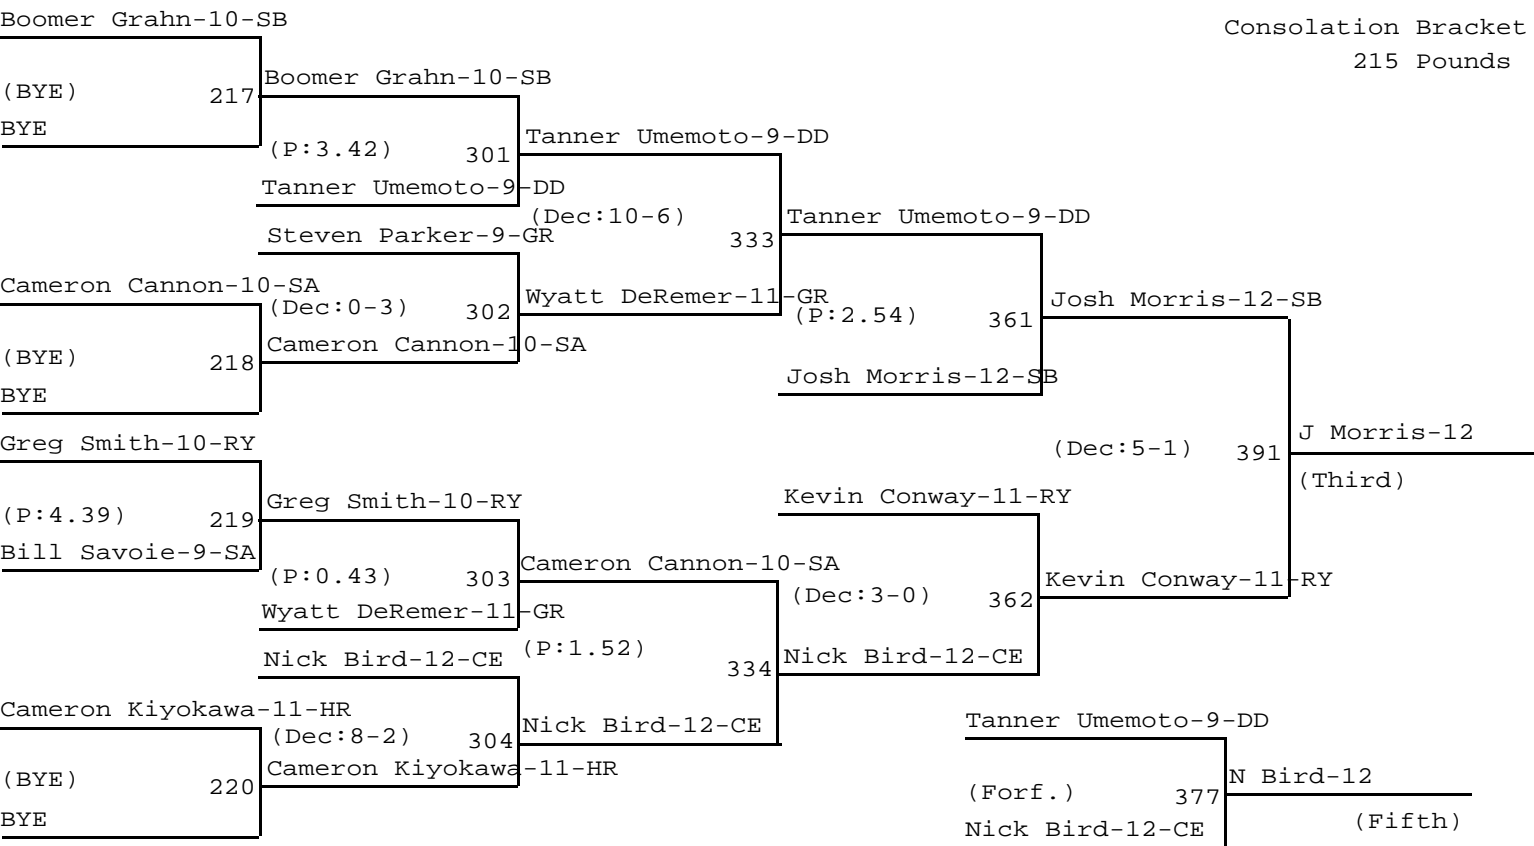 Boomer Grahn-10-SB
Consolation Bracket
215 Pounds
Boomer Grahn-10-SB
(BYE)
217
BYE
Tanner Umemoto-9-DD
(P:3.42)
301
Tanner Umemoto-9-DD
(Dec:10-6)
Tanner Umemoto-9-DD
Steven Parker-9-GR
333
Cameron Cannon-10-SA
(Dec:0-3)
302
Wyatt DeRemer-11-GR
Josh Morris-12-SB
(P:2.54)
361
Cameron Cannon-10-SA
(BYE)
218
Josh Morris-12-SB
BYE
Greg Smith-10-RY
J Morris-12
(Dec:5-1)
391
(Third)
Greg Smith-10-RY
Kevin Conway-11-RY
(P:4.39)
219
Bill Savoie-9-SA
Cameron Cannon-10-SA
(P:0.43)
303
Kevin Conway-11-RY
(Dec:3-0)
362
Wyatt DeRemer-11-GR
Nick Bird-12-CE
(P:1.52)
334
Nick Bird-12-CE
Cameron Kiyokawa-11-HR
Nick Bird-12-CE
Tanner Umemoto-9-DD
(Dec:8-2)
304
Cameron Kiyokawa-11-HR
(BYE)
220
N Bird-12
(Forf.)
377
BYE
Nick Bird-12-CE
(Fifth)